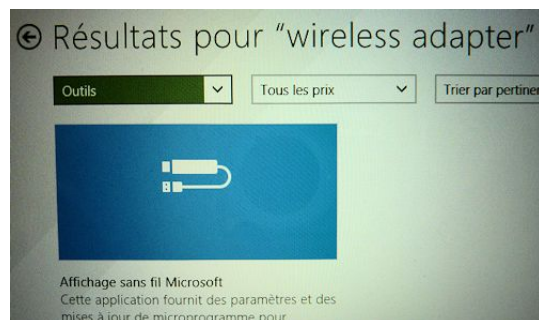 Résultats pour “wireless adapter”
Outils
Tous les prix
Trier par
Affichage sans fil Microsoft
Cette application fournit des paramètres et des
mises à jour de microprogramme pour